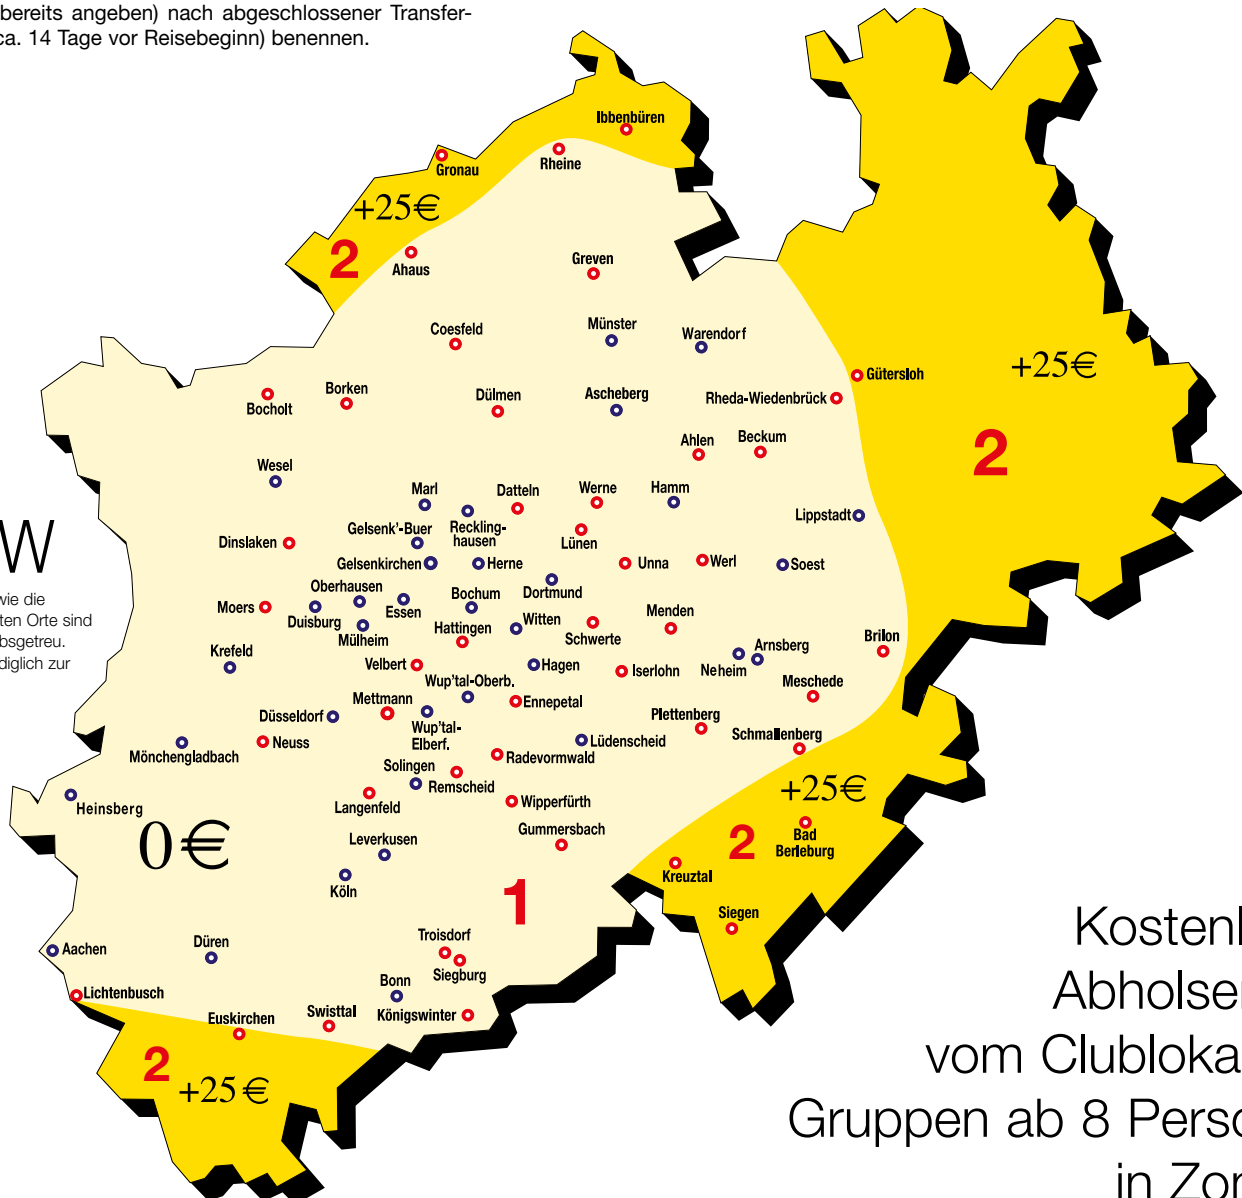 bereits angeben) nach abgeschlossener Transfer-
ca. 14 Tage vor Reisebeginn) benennen.
Ibbenbüren
Rheine
Gronau
+25€
2
Ahaus
Greven
Coesfeld
Münster
Warendorf
+25€
Gütersloh
Bocholt
Borken
Dülmen
Ascheberg
Rheda-Wiedenbrück
2
Ahlen
Beckum
Wesel
Marl
Datteln
Werne
Hamm
Lippstadt
Gelsenk'-Buer
Reckling-
hausen
Lünen
W
Dinslaken
Gelsenkirchen
Herne
Unna
Werl
Soest
wie die
ten Orte sind
bsgetreu.
diglich zur
Oberhausen
Essen
Bochum
Dortmund
Moers
Duisburg
Mülheim
Hattingen
Witten
Schwerte
Menden
Krefeld
Velbert
Hagen
Iserlohn
Neheim
Arnsberg
Brilon
Wup'tal-Oberb.
Mettmann
Ennepetal
Meschede
Düsseldorf
Wup'tal-
Elberf.
Plettenberg
Mönchengladbach
Neuss
Lüdenscheid
Schmallenberg
Radevormwald
Solingen
Remscheid
+25€
Heinsberg
Langenfeld
Wipperfürth
0€
Leverkusen
Gummersbach
2
Bad
Berleburg
Köln
Kreuztal
1
Siegen
Aachen
Düren
Troisdorf
Siegburg
Lichtenbusch
Bonn
Königswinter
Euskirchen
Swisttal
2
+25€
Kostenl
Abholser
vom Clubloka
Gruppen ab 8 Perso
in Zon